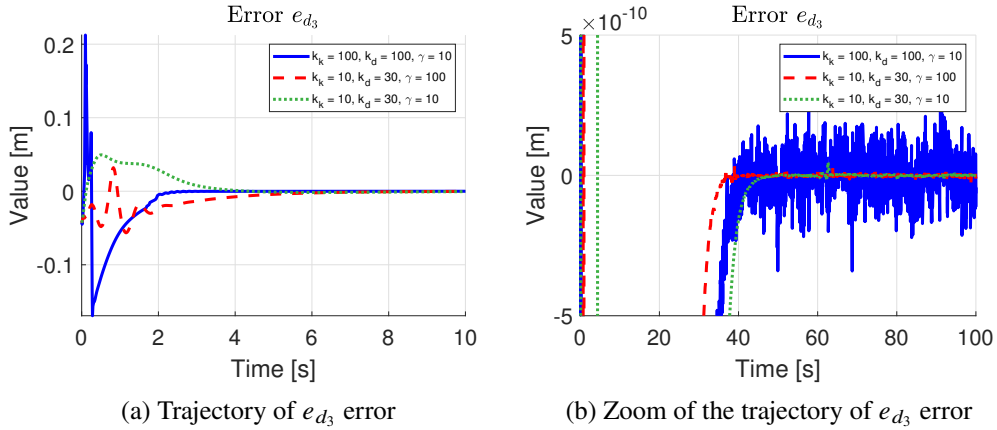 Error e_{d_3}
Value [m]
0.2
0.1
0
-0.1
k_k = 100, k_d = 100, γ = 10
k_k = 10, k_d = 30, γ = 100
k_k = 10, k_d = 30, γ = 10
0 2 4 6 8 10
Time [s]
(a) Trajectory of e_{d_3} error
×10^{-10}
Error e_{d_3}
Value [m]
5
0
-5
k_k = 100, k_d = 100, γ = 10
k_k = 10, k_d = 30, γ = 100
k_k = 10, k_d = 30, γ = 10
0 20 40 60 80 100
Time [s]
(b) Zoom of the trajectory of e_{d_3} error